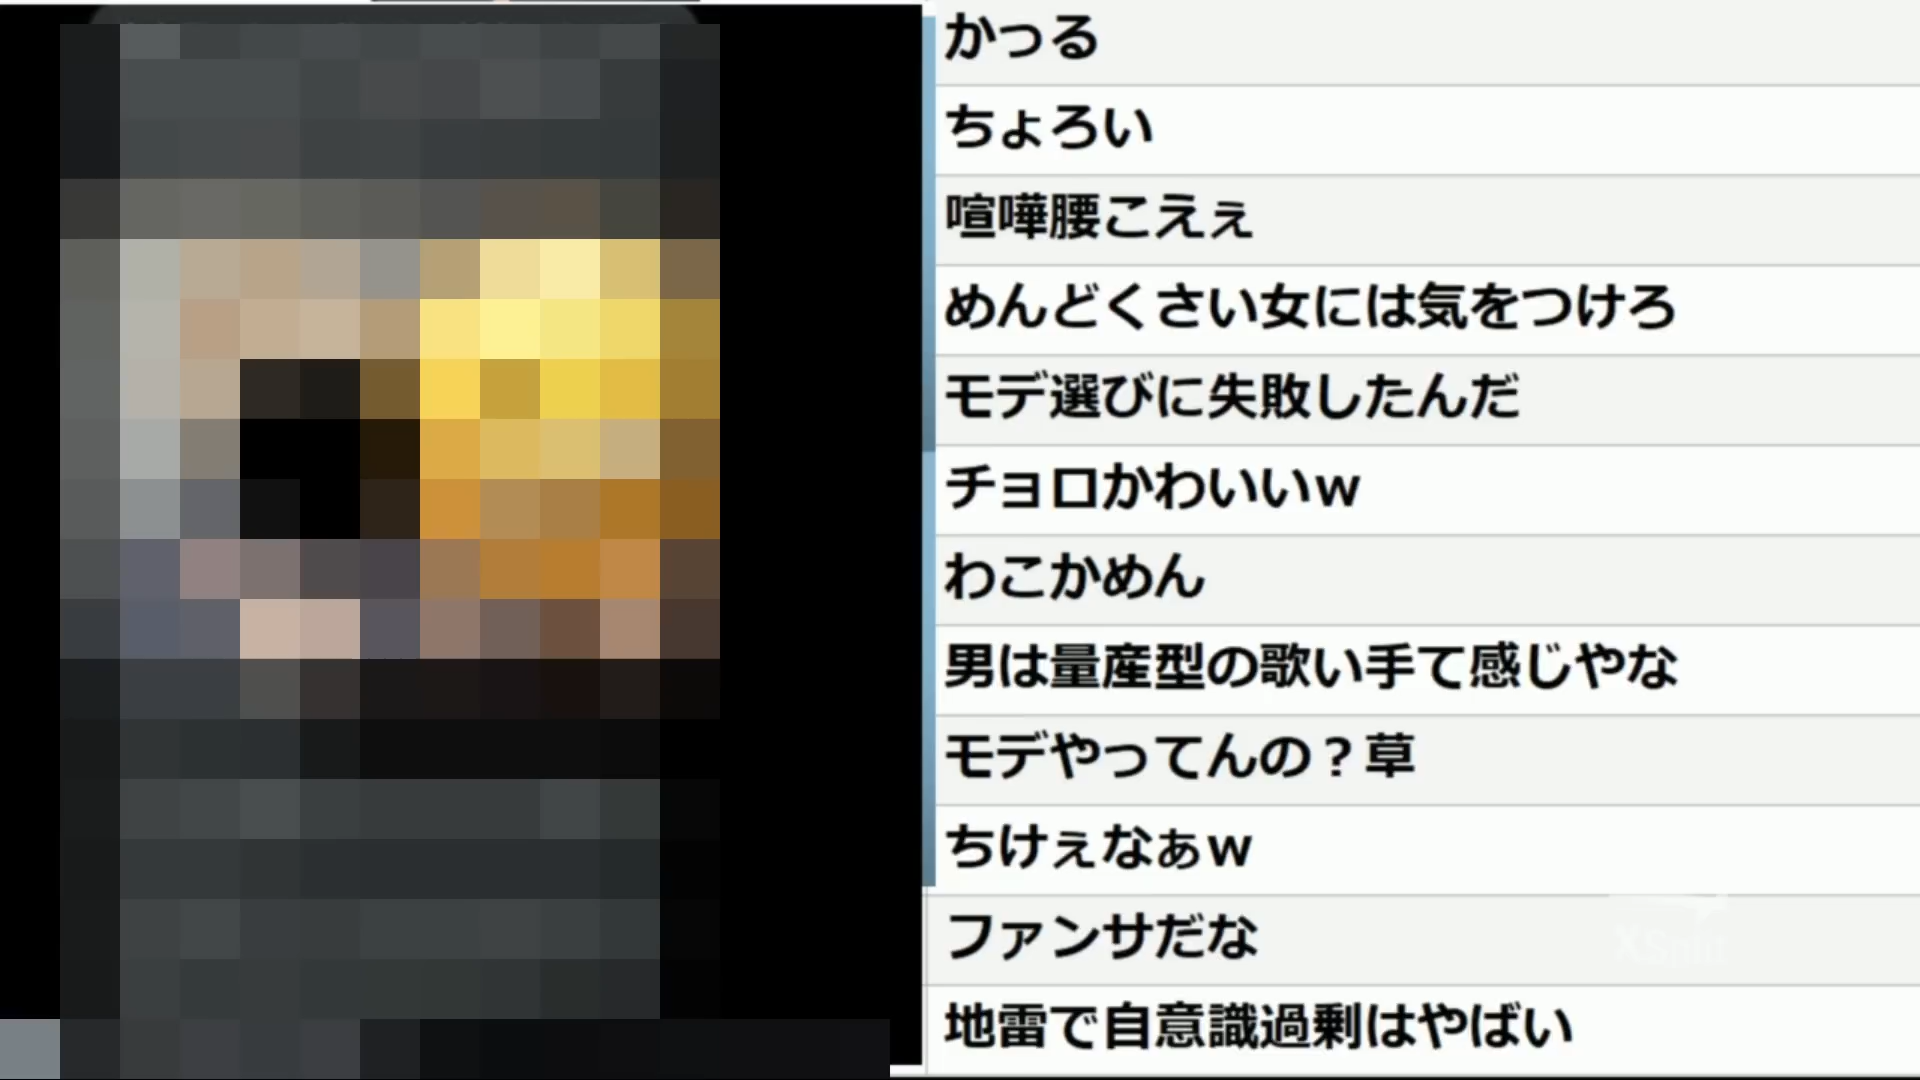 かっる
ちょろい
喧嘩腰こえぇ
めんどくさい女には気をつけろ
モデ選びに失敗したんだ
チョロかわいいw
わこかめん
男は量産型の歌い手て感じやな
モデやってんの？草
ちけぇなぁw
ファンサだな
XSplit
地雷で自意識過剰はやばい